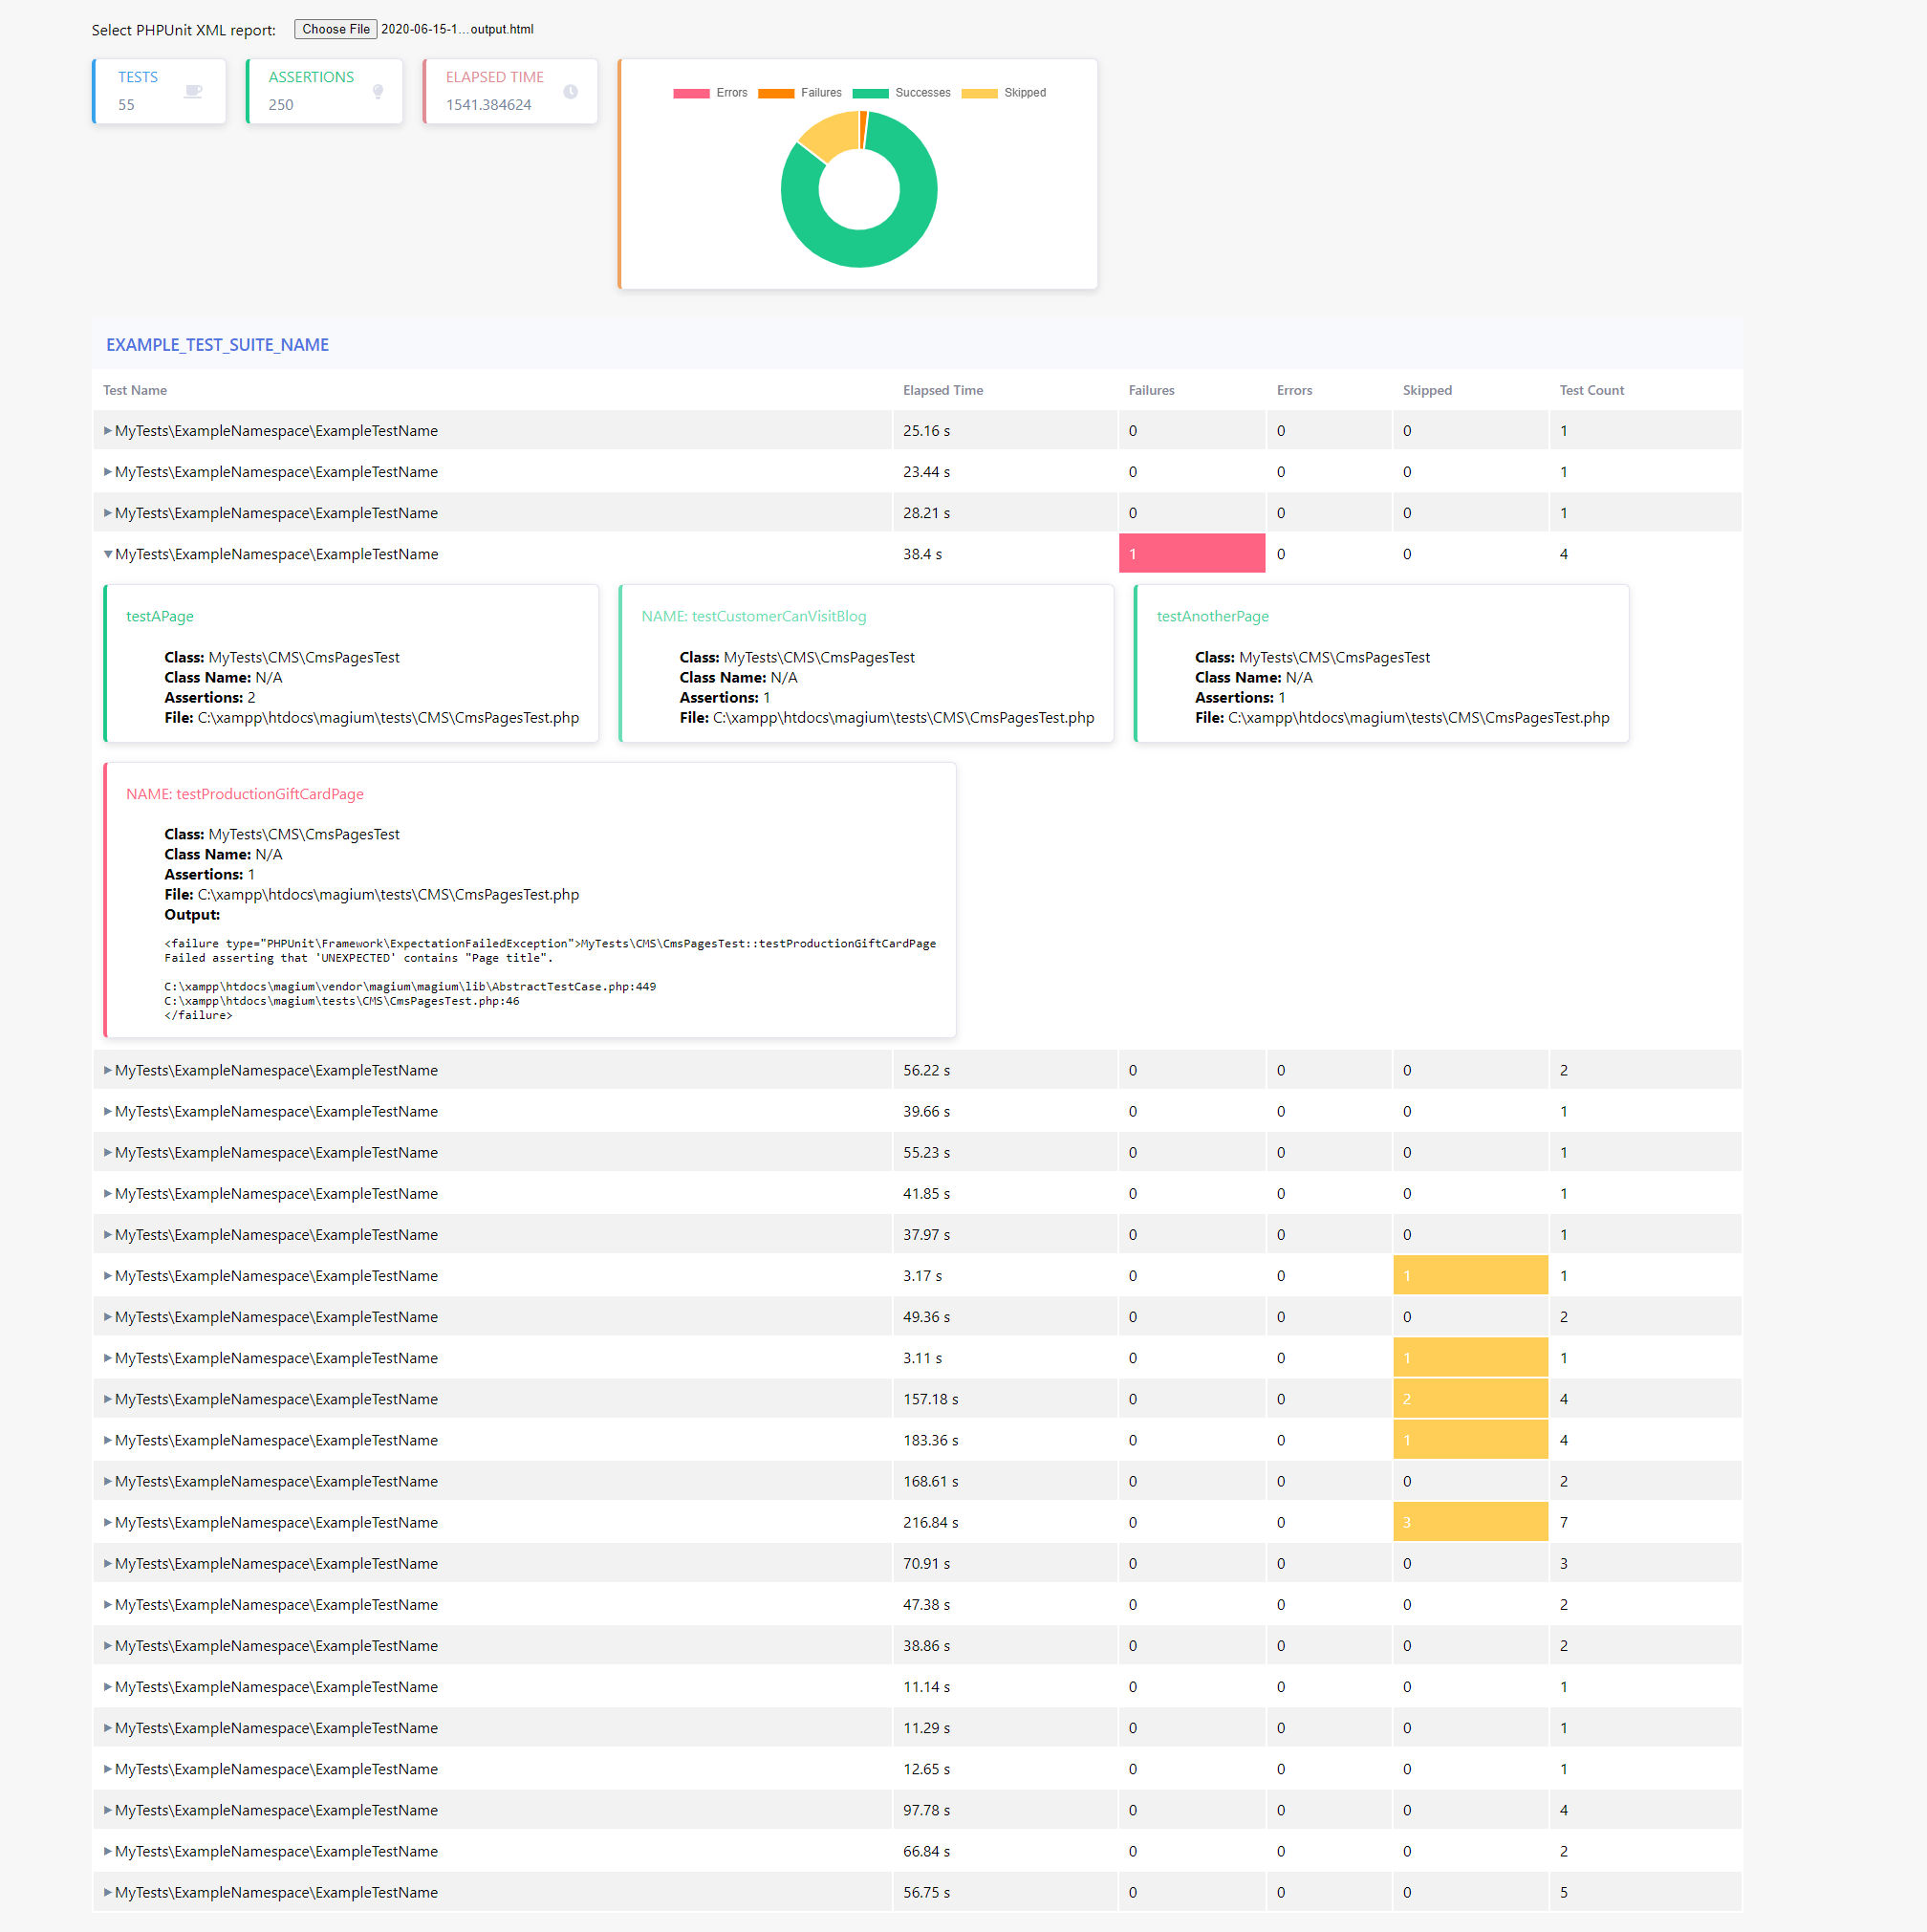 Select PHPUnit XML report: Choose File 2020-06-15-1...output.html
TESTS
55
ASSERTIONS
250
ELAPSED TIME
1541.384624
Errors Failures Successes Skipped
EXAMPLE_TEST_SUITE_NAME
Test Name Elapsed Time Failures Errors Skipped Test Count
MyTests\ExampleNamespace\ExampleTestName 25.16 s 0 0 0 1
MyTests\ExampleNamespace\ExampleTestName 23.44 s 0 0 0 1
MyTests\ExampleNamespace\ExampleTestName 28.21 s 0 0 0 1
MyTests\ExampleNamespace\ExampleTestName 38.4 s 1 0 0 4
testAPage
Class: MyTests\CMS\CmsPagesTest
Class Name: N/A
Assertions: 2
File: C:\xampp\htdocs\magium\tests\CMS\CmsPagesTest.php
NAME: testCustomerCanVisitBlog
Class: MyTests\CMS\CmsPagesTest
Class Name: N/A
Assertions: 1
File: C:\xampp\htdocs\magium\tests\CMS\CmsPagesTest.php
testAnotherPage
Class: MyTests\CMS\CmsPagesTest
Class Name: N/A
Assertions: 1
File: C:\xampp\htdocs\magium\tests\CMS\CmsPagesTest.php
NAME: testProductionGiftCardPage
Class: MyTests\CMS\CmsPagesTest
Class Name: N/A
Assertions: 1
File: C:\xampp\htdocs\magium\tests\CMS\CmsPagesTest.php
Output:
<failure type="PHPUnit\Framework\ExpectationFailedException">MyTests\CMS\CmsPagesTest::testProductionGiftCardPage
Failed asserting that 'UNEXPECTED' contains "Page title".
C:\xampp\htdocs\magium\vendor\magium\magium\lib\AbstractTestCase.php:449
C:\xampp\htdocs\magium\tests\CMS\CmsPagesTest.php:46
</failure>
MyTests\ExampleNamespace\ExampleTestName 56.22 s 0 0 0 2
MyTests\ExampleNamespace\ExampleTestName 39.66 s 0 0 0 1
MyTests\ExampleNamespace\ExampleTestName 55.23 s 0 0 0 1
MyTests\ExampleNamespace\ExampleTestName 41.85 s 0 0 0 1
MyTests\ExampleNamespace\ExampleTestName 37.97 s 0 0 0 1
MyTests\ExampleNamespace\ExampleTestName 3.17 s 0 0 1 1
MyTests\ExampleNamespace\ExampleTestName 49.36 s 0 0 0 2
MyTests\ExampleNamespace\ExampleTestName 3.11 s 0 0 1 1
MyTests\ExampleNamespace\ExampleTestName 157.18 s 0 0 2 4
MyTests\ExampleNamespace\ExampleTestName 183.36 s 0 0 1 4
MyTests\ExampleNamespace\ExampleTestName 168.61 s 0 0 0 2
MyTests\ExampleNamespace\ExampleTestName 216.84 s 0 0 3 7
MyTests\ExampleNamespace\ExampleTestName 70.91 s 0 0 0 3
MyTests\ExampleNamespace\ExampleTestName 47.38 s 0 0 0 2
MyTests\ExampleNamespace\ExampleTestName 38.86 s 0 0 0 2
MyTests\ExampleNamespace\ExampleTestName 11.14 s 0 0 0 1
MyTests\ExampleNamespace\ExampleTestName 11.29 s 0 0 0 1
MyTests\ExampleNamespace\ExampleTestName 12.65 s 0 0 0 1
MyTests\ExampleNamespace\ExampleTestName 97.78 s 0 0 0 4
MyTests\ExampleNamespace\ExampleTestName 66.84 s 0 0 0 2
MyTests\ExampleNamespace\ExampleTestName 56.75 s 0 0 0 5